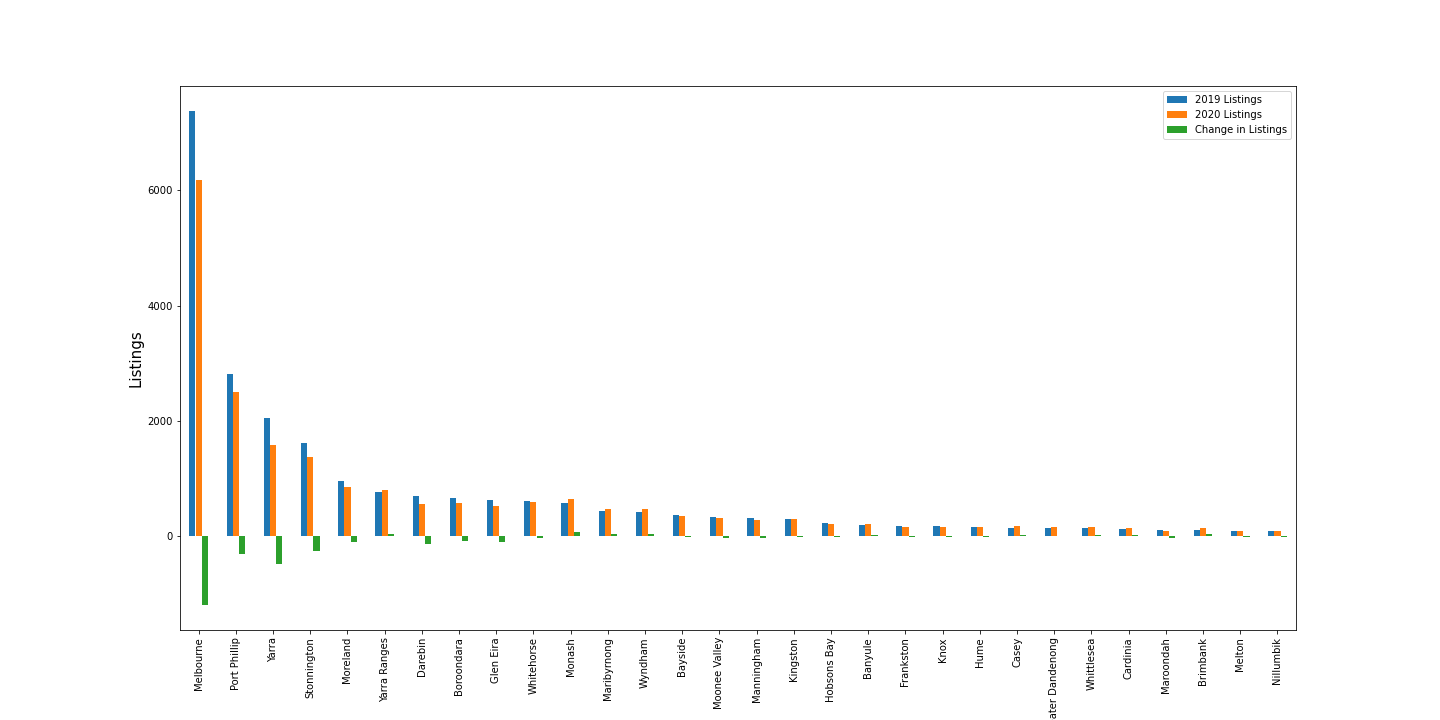 2019 Listings
2020 Listings
Change in Listings
Listings
6000
4000
2000
0
Melbourne
Port Phillip
Yarra
Stonnington
Moreland
Yarra Ranges
Darebin
Boroondara
Glen Eira
Whitehorse
Monash
Maribyrnong
Wyndham
Bayside
Moonee Valley
Manningham
Kingston
Hobsons Bay
Banyule
Frankston
Knox
Hume
Casey
ater Dandenong
Whittlesea
Cardinia
Maroondah
Brimbank
Melton
Nillumbik